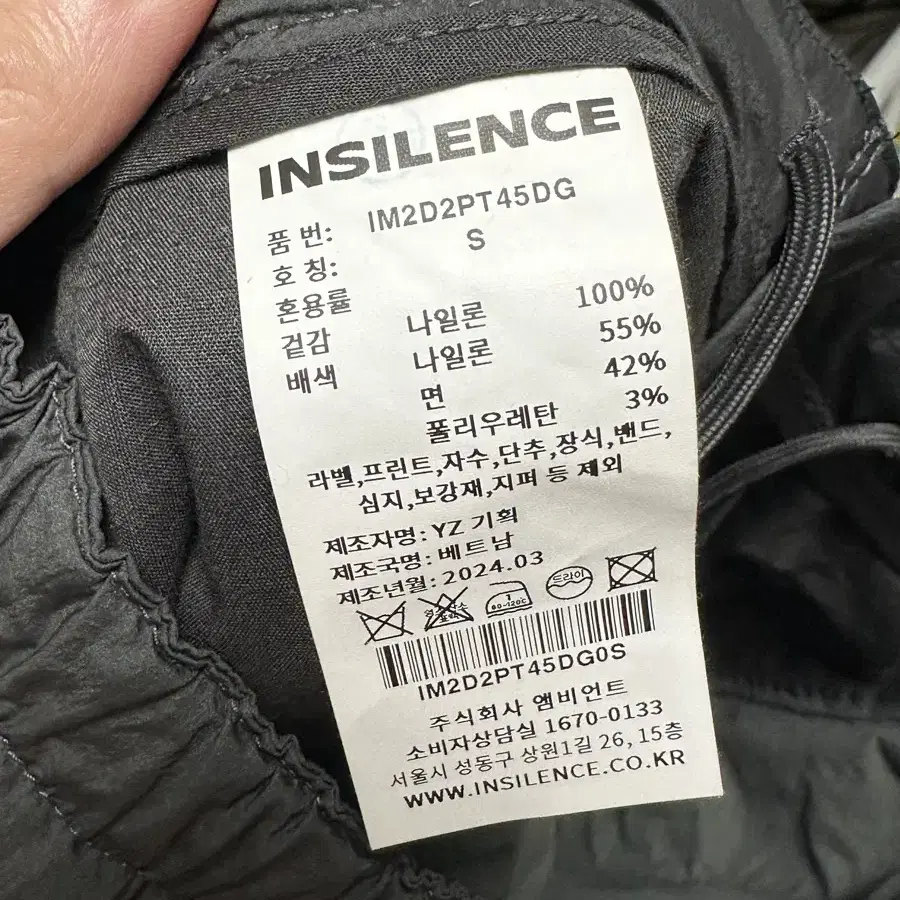 INSILENCE
품 번: IM2D2PT45DG
호 칭: S
혼용률
겉감 나일론 100%
배색 나일론 55%
면 42%
폴리우레탄 3%
라벨,프린트,자수,단추,장식,밴드,
심지,보강재,지퍼 등 제외
제조자명: YZ 기획
제조국명: 베트남
제조년월: 2024.03
1
80-120℃
드라이
IM2D2PT45DG0S
주식회사 앰비언트
소비자상담실 1670-0133
서울시 성동구 상원1길 26, 15층
WWW.INSILENCE.CO.KR